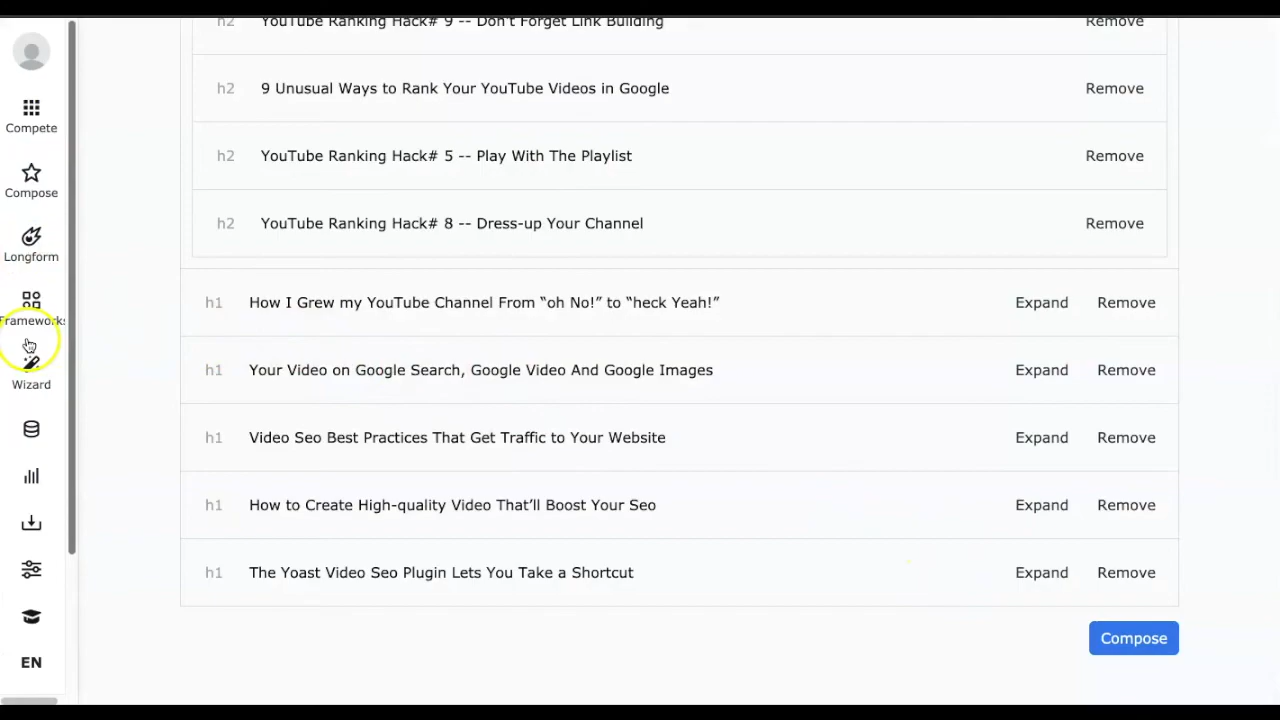 h2 YouTube Ranking Hack# 9 -- Don't Forget Link Building Remove
Compete
h2 9 Unusual Ways to Rank Your YouTube Videos in Google Remove
Compose
h2 YouTube Ranking Hack# 5 -- Play With The Playlist Remove
Longform
h2 YouTube Ranking Hack# 8 -- Dress-up Your Channel Remove
Frameworks
h1 How I Grew my YouTube Channel From “oh No!” to “heck Yeah!” Expand Remove
Wizard
h1 Your Video on Google Search, Google Video And Google Images Expand Remove
h1 Video Seo Best Practices That Get Traffic to Your Website Expand Remove
h1 How to Create High-quality Video That’ll Boost Your Seo Expand Remove
h1 The Yoast Video Seo Plugin Lets You Take a Shortcut Expand Remove
EN
Compose